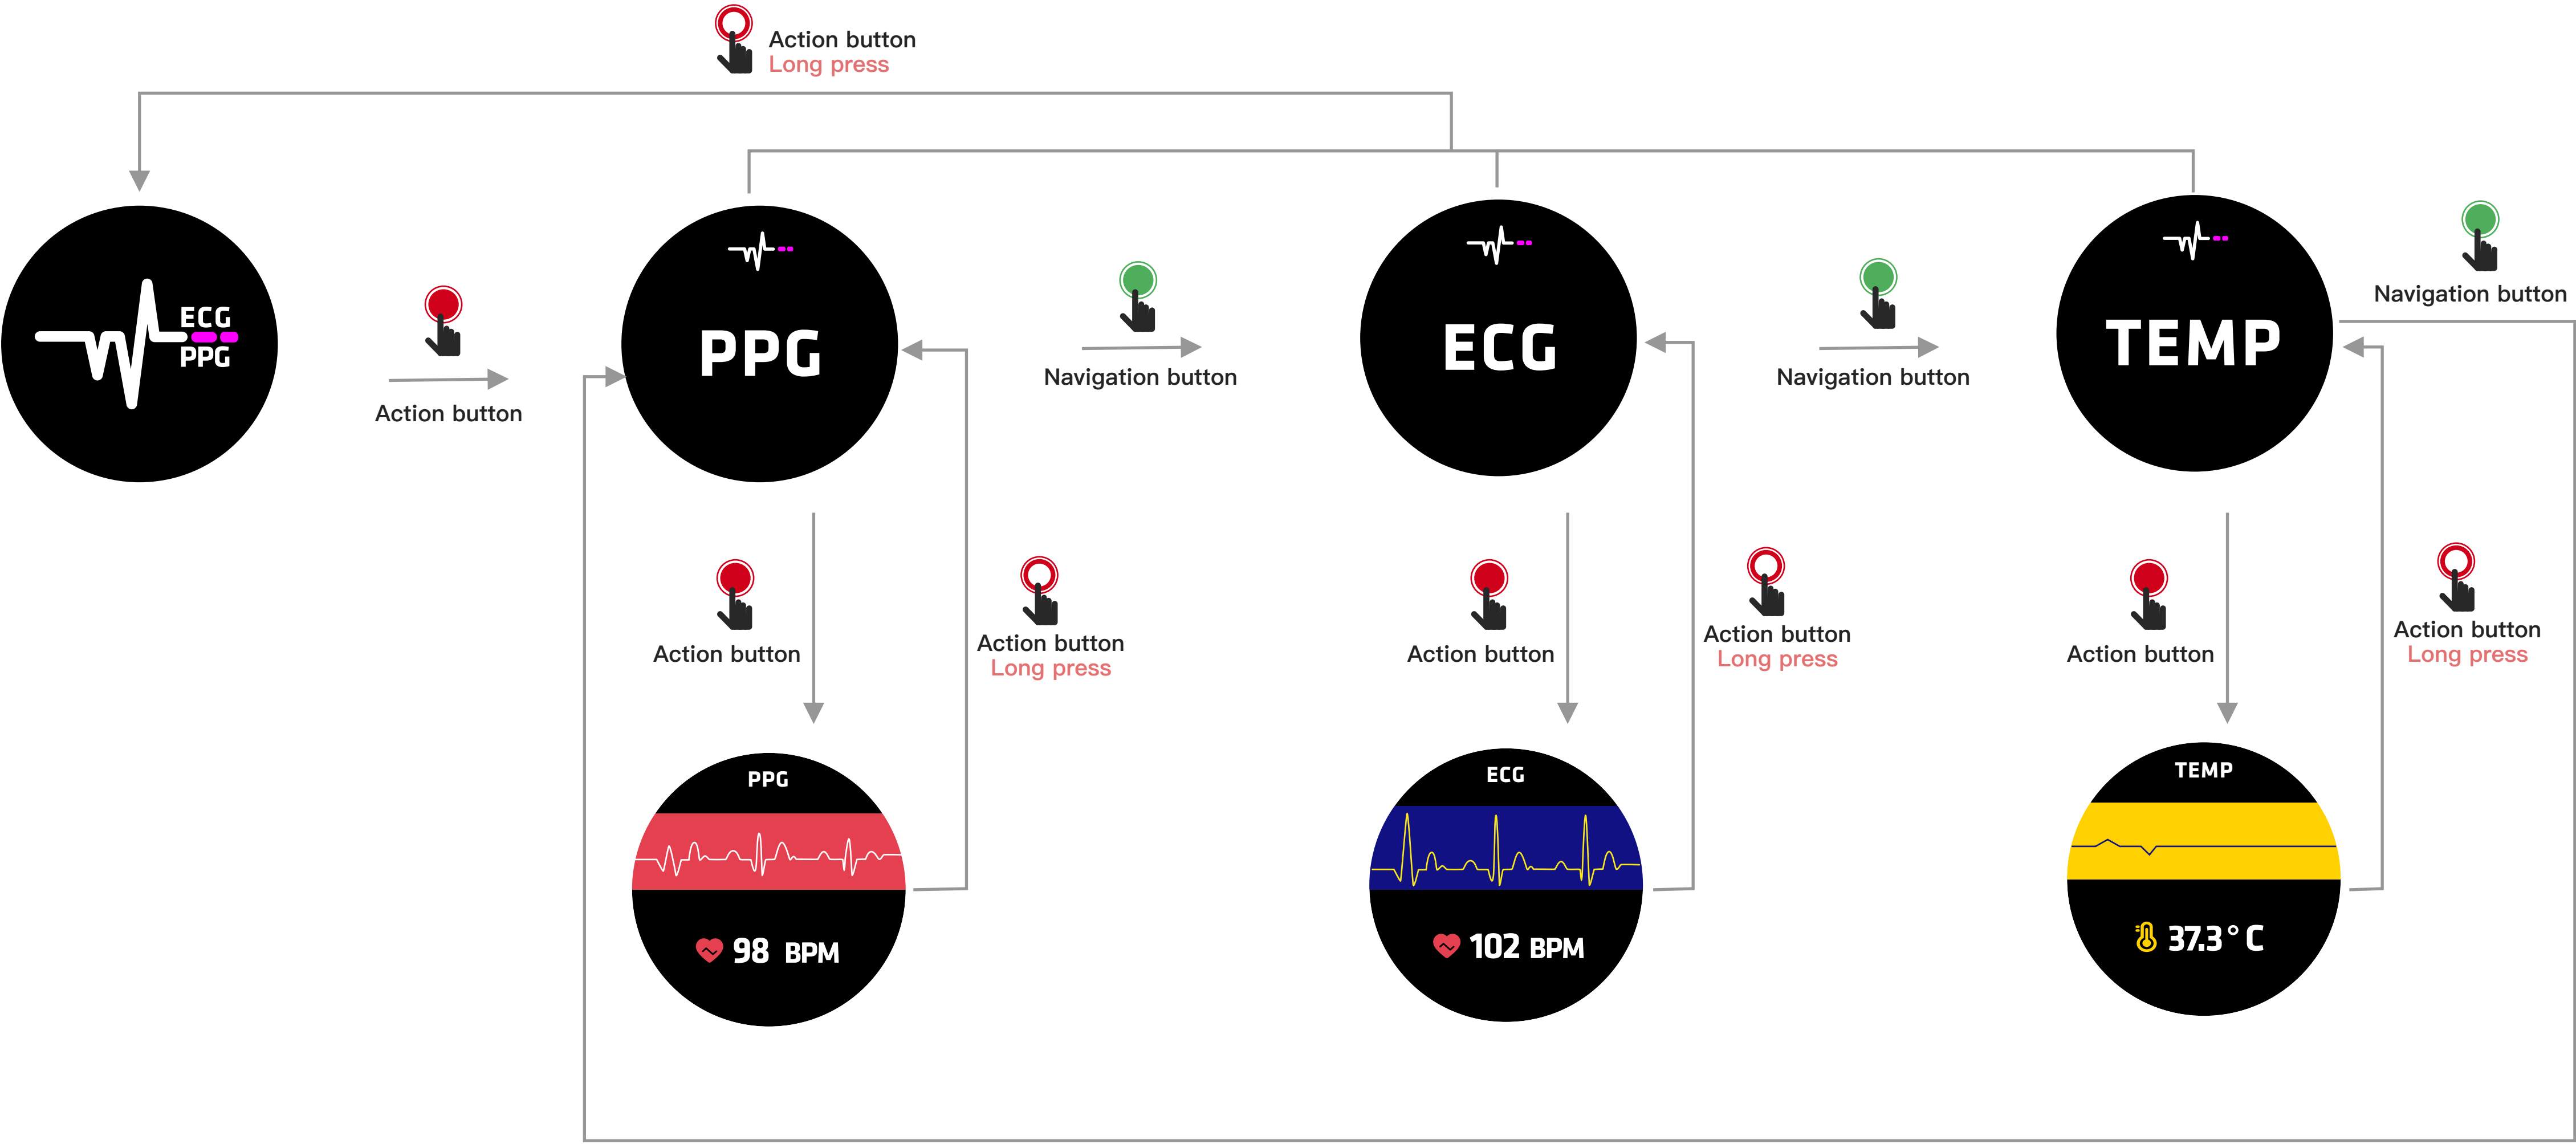 Action button
Long press
ECG
PPG
Action button
PPG
Navigation button
ECG
Navigation button
TEMP
Navigation button
Action button
Action button
Long press
Action button
Action button
Long press
Action button
Action button
Long press
PPG
98 BPM
ECG
102 BPM
TEMP
37.3° C